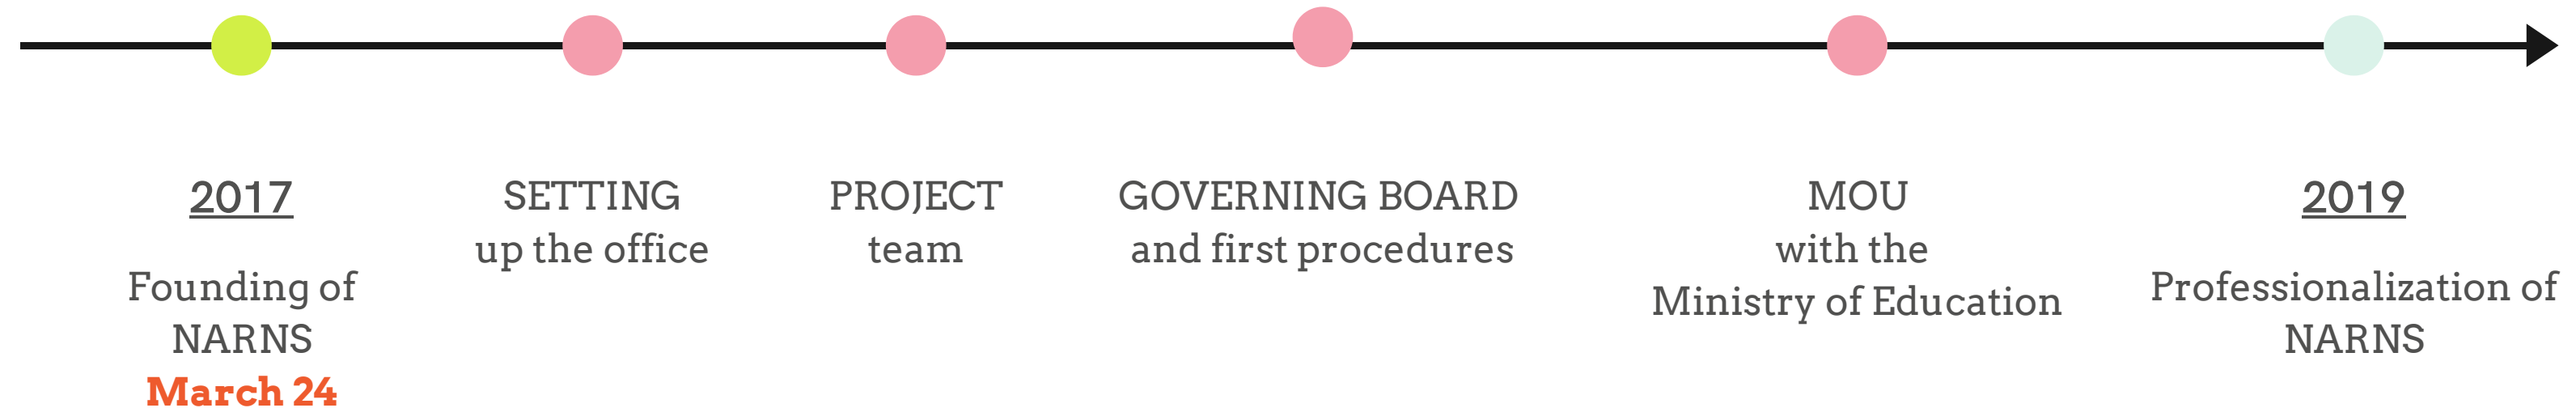 2017
Founding of
NARNS
March 24
SETTING
up the office
PROJECT
team
GOVERNING BOARD
and first procedures
MOU
with the
Ministry of Education
2019
Professionalization of
NARNS